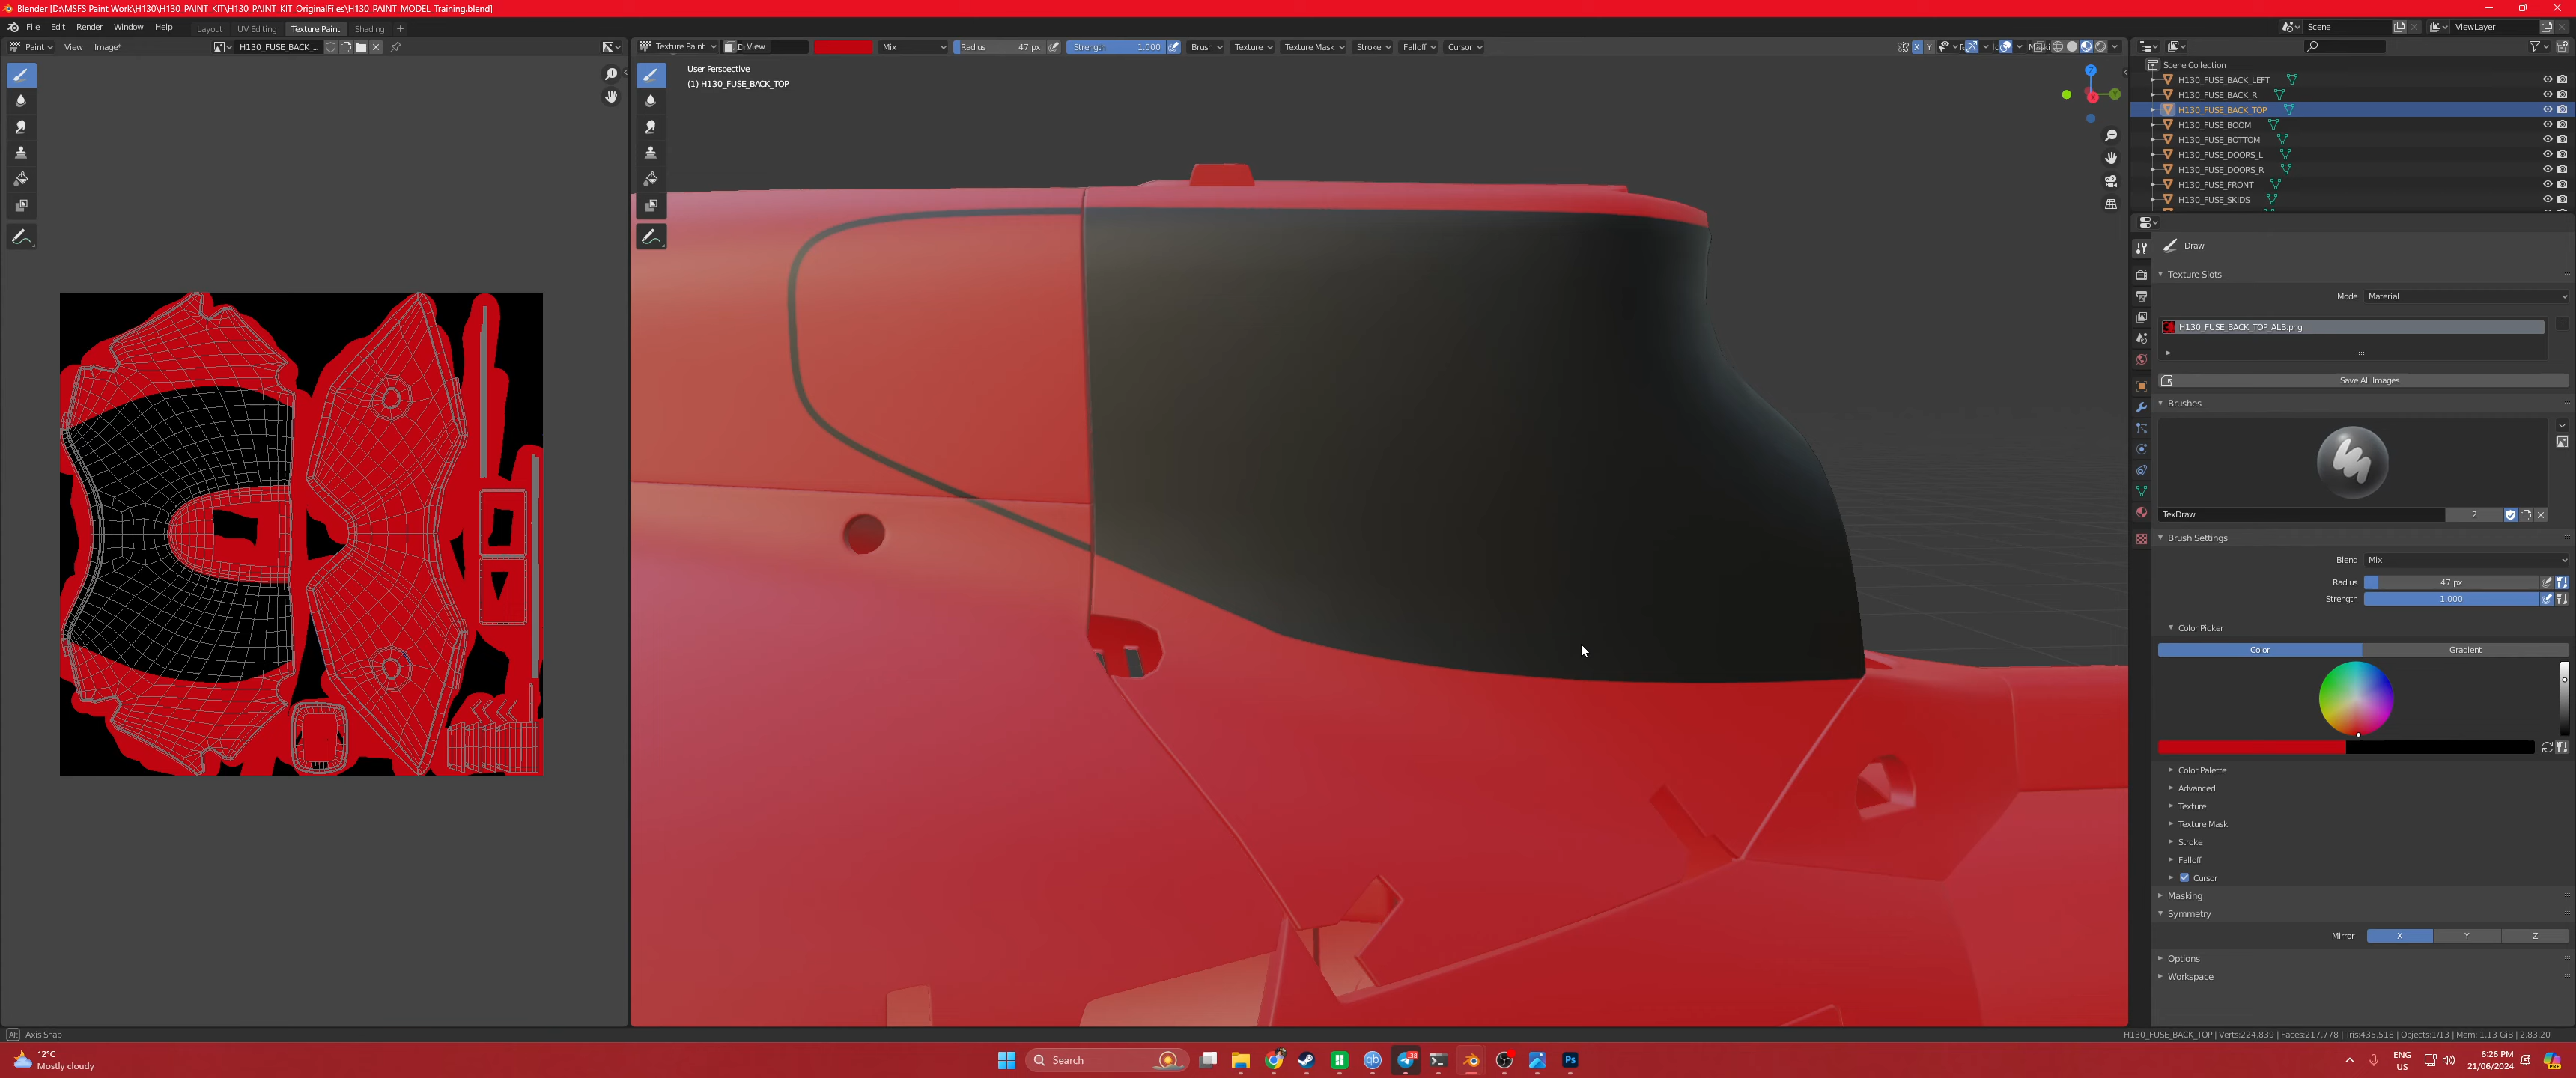 Blender [D:\MSFS Paint Work\H130\H130_PAINT_KIT\H130_PAINT_KIT_OriginalFiles\H130_PAINT_MODEL_Training.blend]
File Edit Render Window Help Layout UV Editing Texture Paint Shading + Scene ViewLayer
Paint View Image* H130_FUSE_BACK_... Texture Paint View Mix Radius 47 px Strength 1.000 Brush Texture Texture Mask Stroke Falloff Cursor X Y
User Perspective
(1) H130_FUSE_BACK_TOP
Z
Y
X
Scene Collection
H130_FUSE_BACK_LEFT
H130_FUSE_BACK_R
H130_FUSE_BACK_TOP
H130_FUSE_BOOM
H130_FUSE_BOTTOM
H130_FUSE_DOORS_L
H130_FUSE_DOORS_R
H130_FUSE_FRONT
H130_FUSE_SKIDS
Draw
Texture Slots
Mode Material
H130_FUSE_BACK_TOP_ALB.png
Save All Images
Brushes
TexDraw 2
Brush Settings
Blend Mix
Radius 47 px
Strength 1.000
Color Picker
Color Gradient
Color Palette
Advanced
Texture
Texture Mask
Stroke
Falloff
Cursor
Masking
Symmetry
Mirror X Y Z
Options
Workspace
Alt Axis Snap
H130_FUSE_BACK_TOP | Verts:224,839 | Faces:217,778 | Tris:435,518 | Objects:1/13 | Mem: 1.13 GiB | 2.83.20
12°C
Mostly cloudy
Search
qb
38
Ps
ENG
US
6:26 PM
21/06/2024